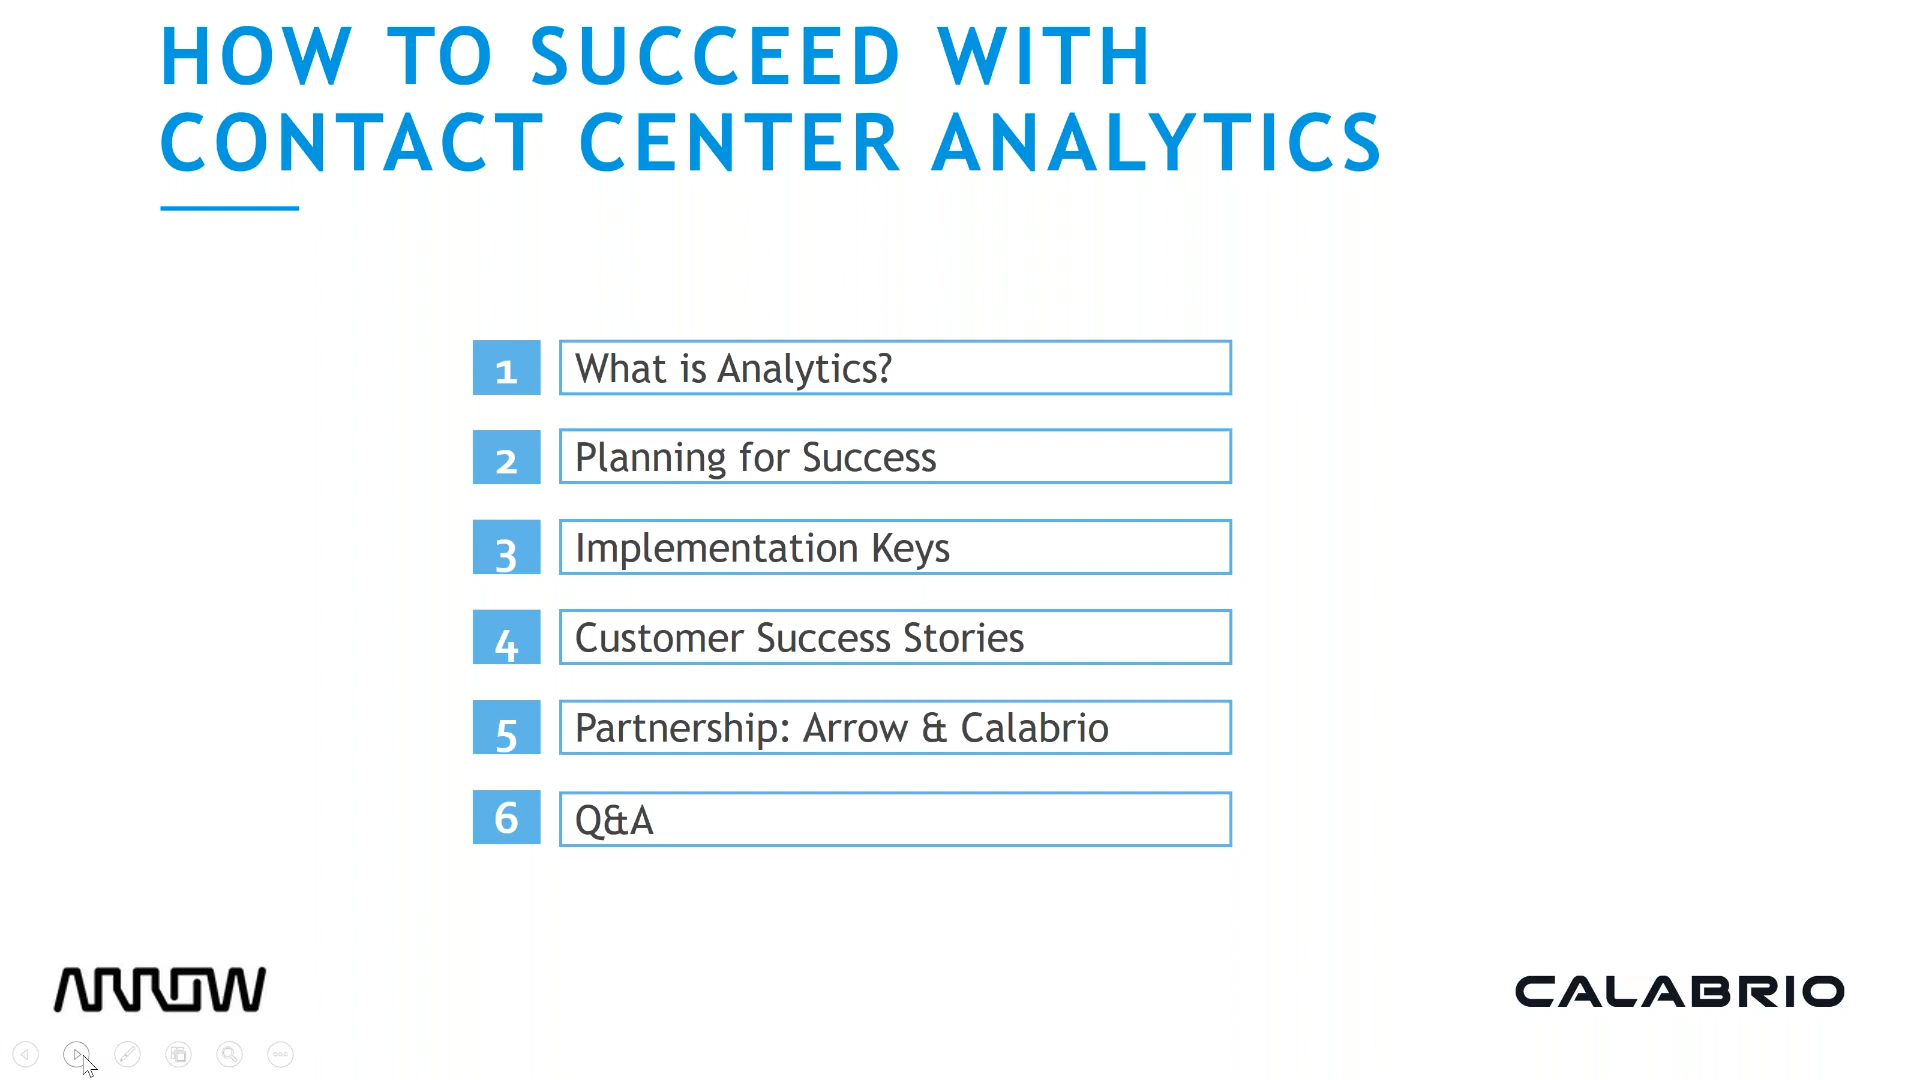 HOW TO SUCCEED WITH
CONTACT CENTER ANALYTICS
1 What is Analytics?
2 Planning for Success
3 Implementation Keys
4 Customer Success Stories
5 Partnership: Arrow & Calabrio
6 Q&A
ARROW
CALABRIO